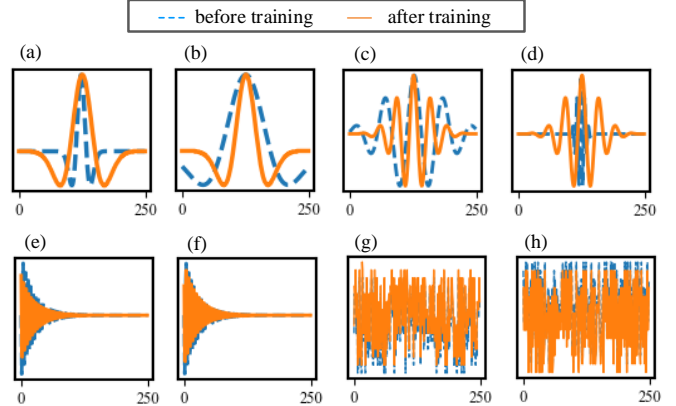 before training after training
(a) (b) (c) (d)
0 250 0 250 0 250 0 250
(e) (f) (g) (h)
0 250 0 250 0 250 0 250